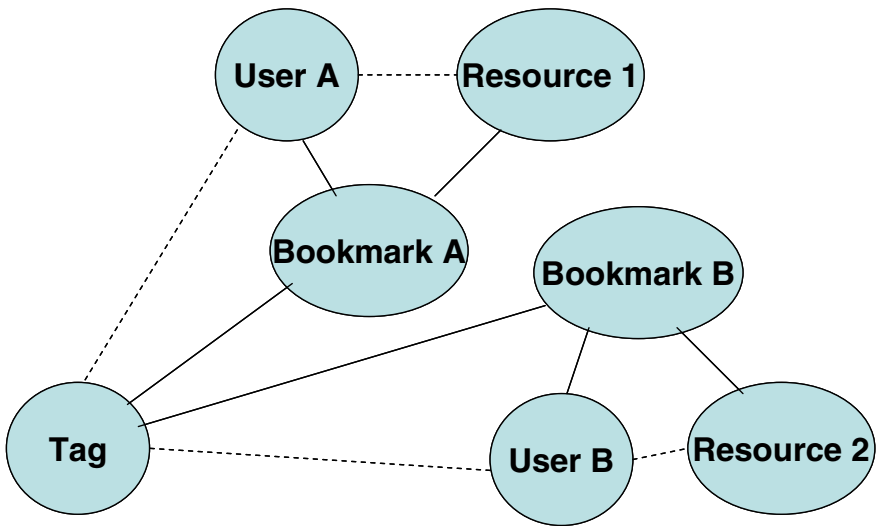 User A
Resource 1
Bookmark A
Bookmark B
Tag
User B
Resource 2